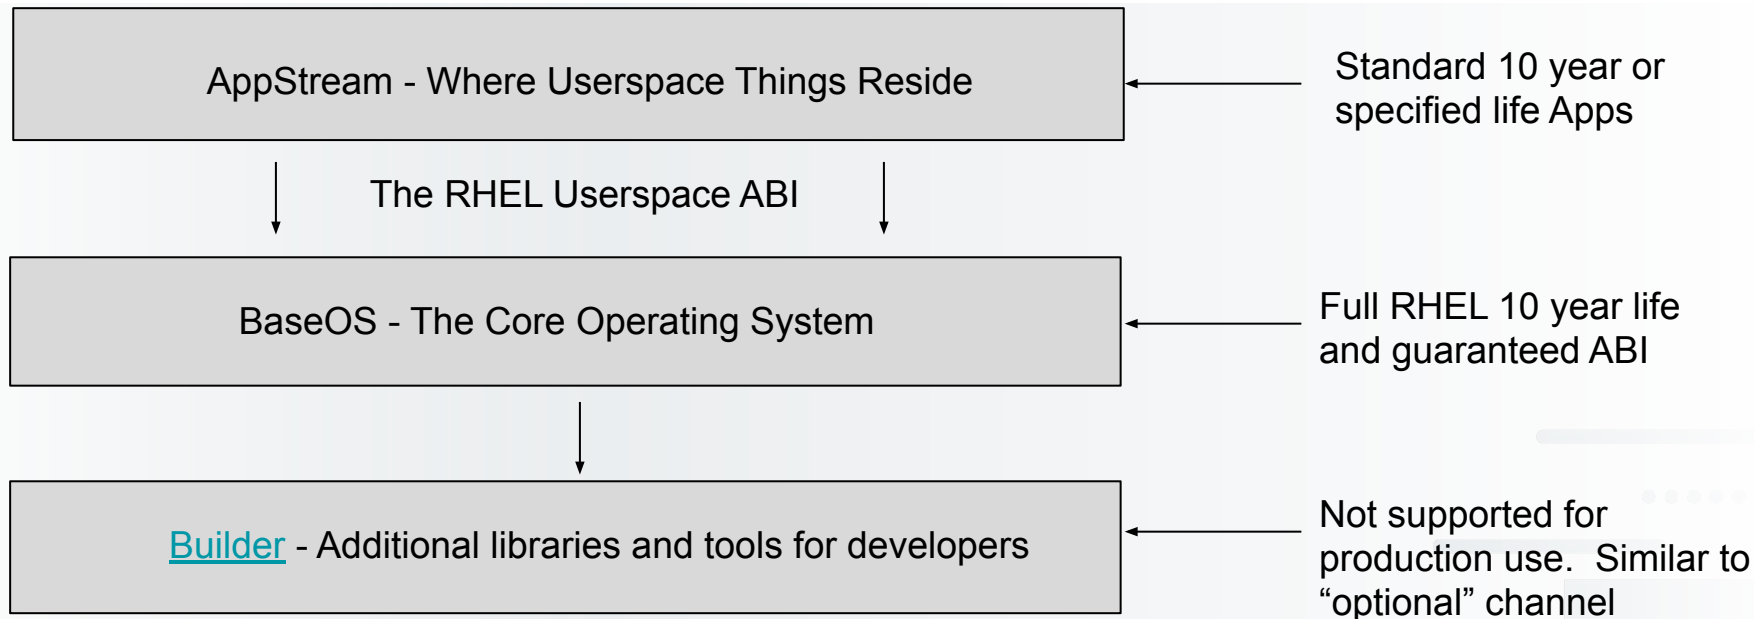 AppStream - Where Userspace Things Reside
Standard 10 year or
specified life Apps
The RHEL Userspace ABI
BaseOS - The Core Operating System
Full RHEL 10 year life
and guaranteed ABI
Builder - Additional libraries and tools for developers
Not supported for
production use.  Similar to
“optional” channel